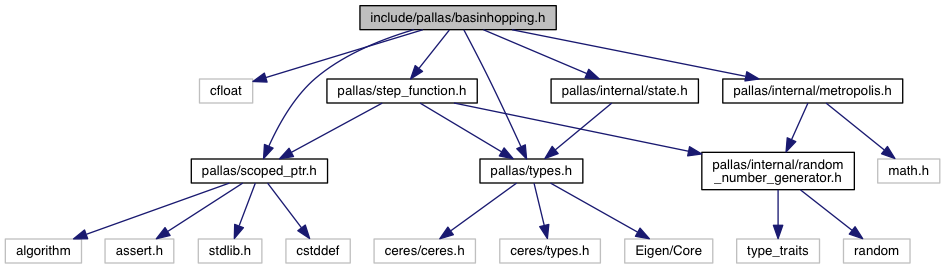 include/pallas/basinhopping.h
cfloat
pallas/step_function.h
pallas/internal/state.h
pallas/internal/metropolis.h
pallas/scoped_ptr.h
pallas/types.h
pallas/internal/random
_number_generator.h
math.h
algorithm
assert.h
stdlib.h
cstddef
ceres/ceres.h
ceres/types.h
Eigen/Core
type_traits
random